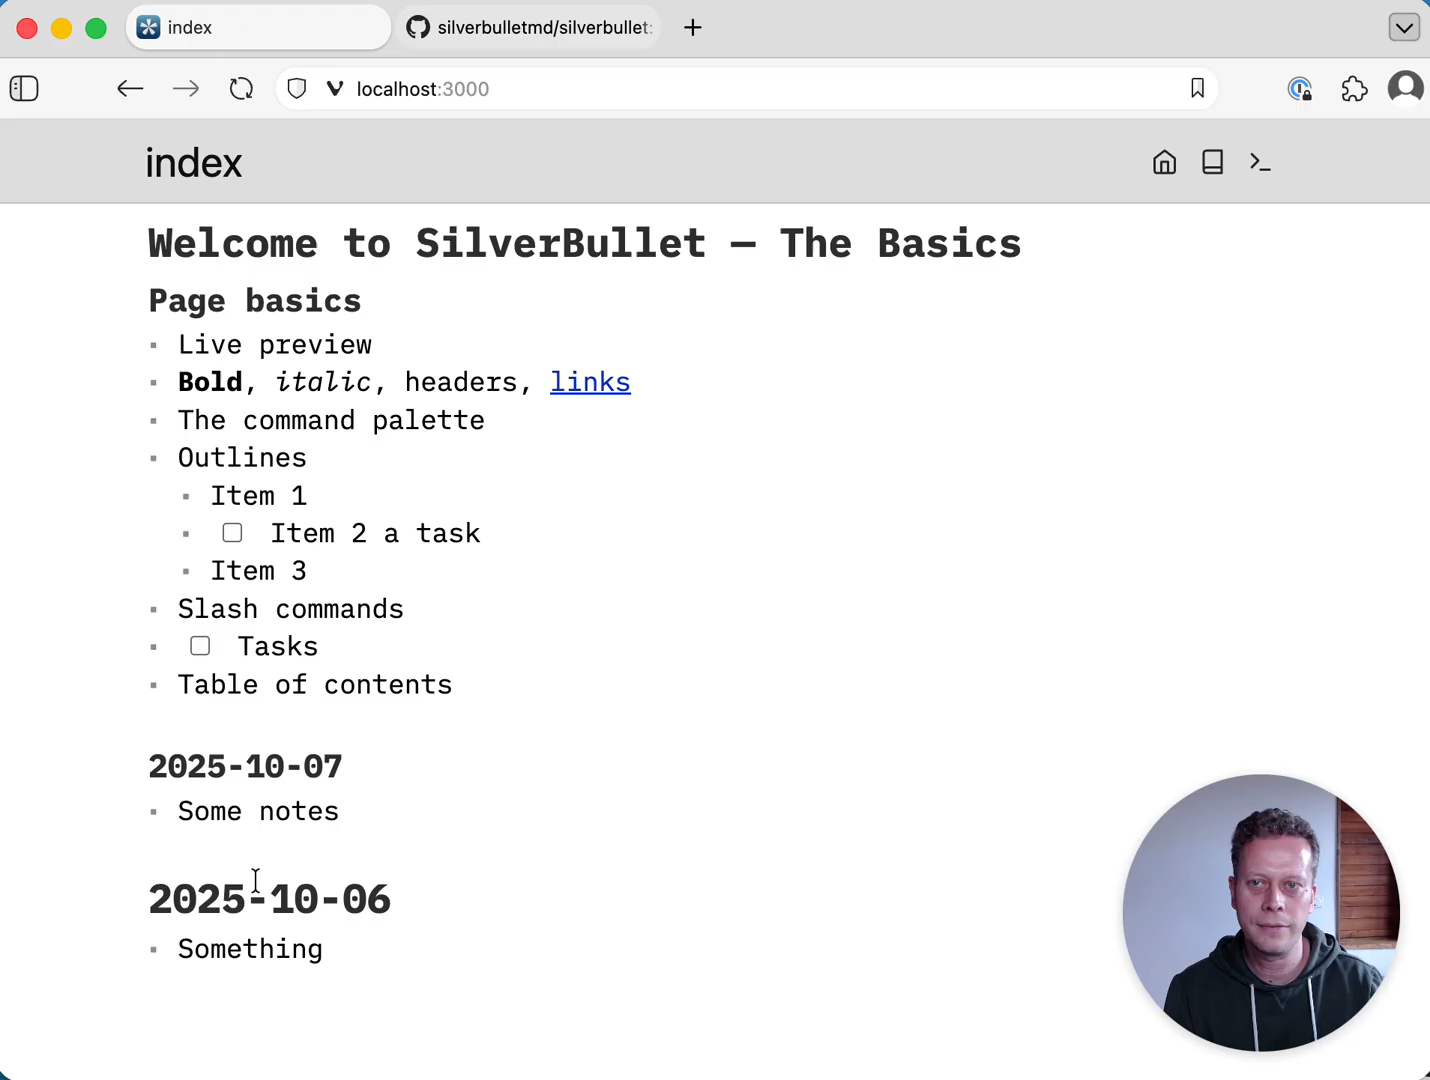 index
silverbulletmd/silverbullet:
localhost:3000
index
Welcome to SilverBullet — The Basics
Page basics
Live preview
Bold, italic, headers, links
The command palette
Outlines
Item 1
Item 2 a task
Item 3
Slash commands
Tasks
Table of contents
2025-10-07
Some notes
2025-10-06
Something